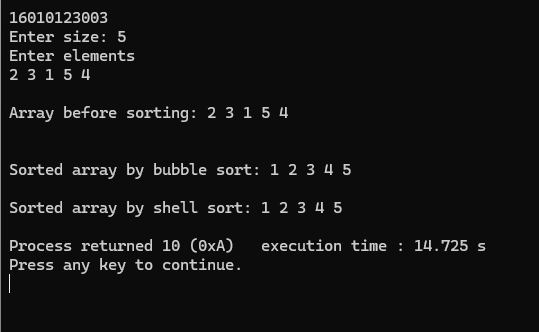 16010123003
Enter size: 5
Enter elements
2 3 1 5 4
Array before sorting: 2 3 1 5 4
Sorted array by bubble sort: 1 2 3 4 5
Sorted array by shell sort: 1 2 3 4 5
Process returned 10 (0xA)   execution time : 14.725 s
Press any key to continue.